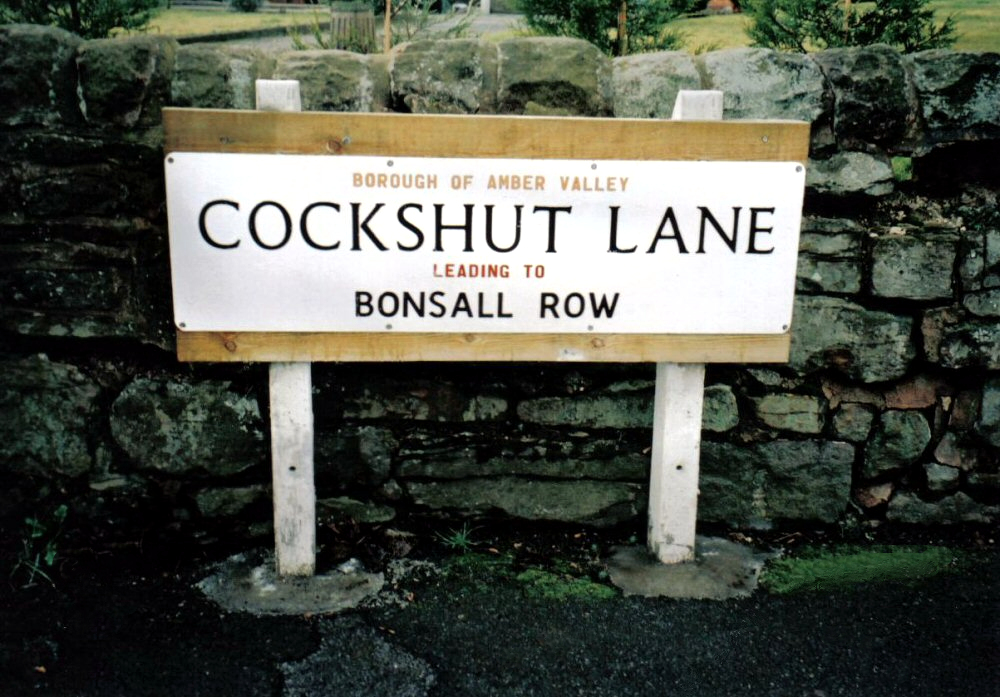 BOROUGH OF AMBER VALLEY
COCKSHUT LANE
LEADING TO
BONSALL ROW